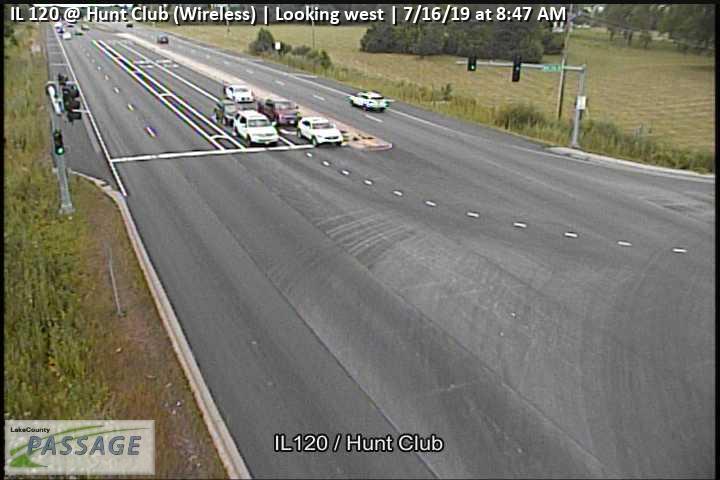 IL 120 @ Hunt Club (Wireless) | Looking west | 7/16/19 at 8:47 AM
IL120 / Hunt Club
LakeCounty
PASSAGE